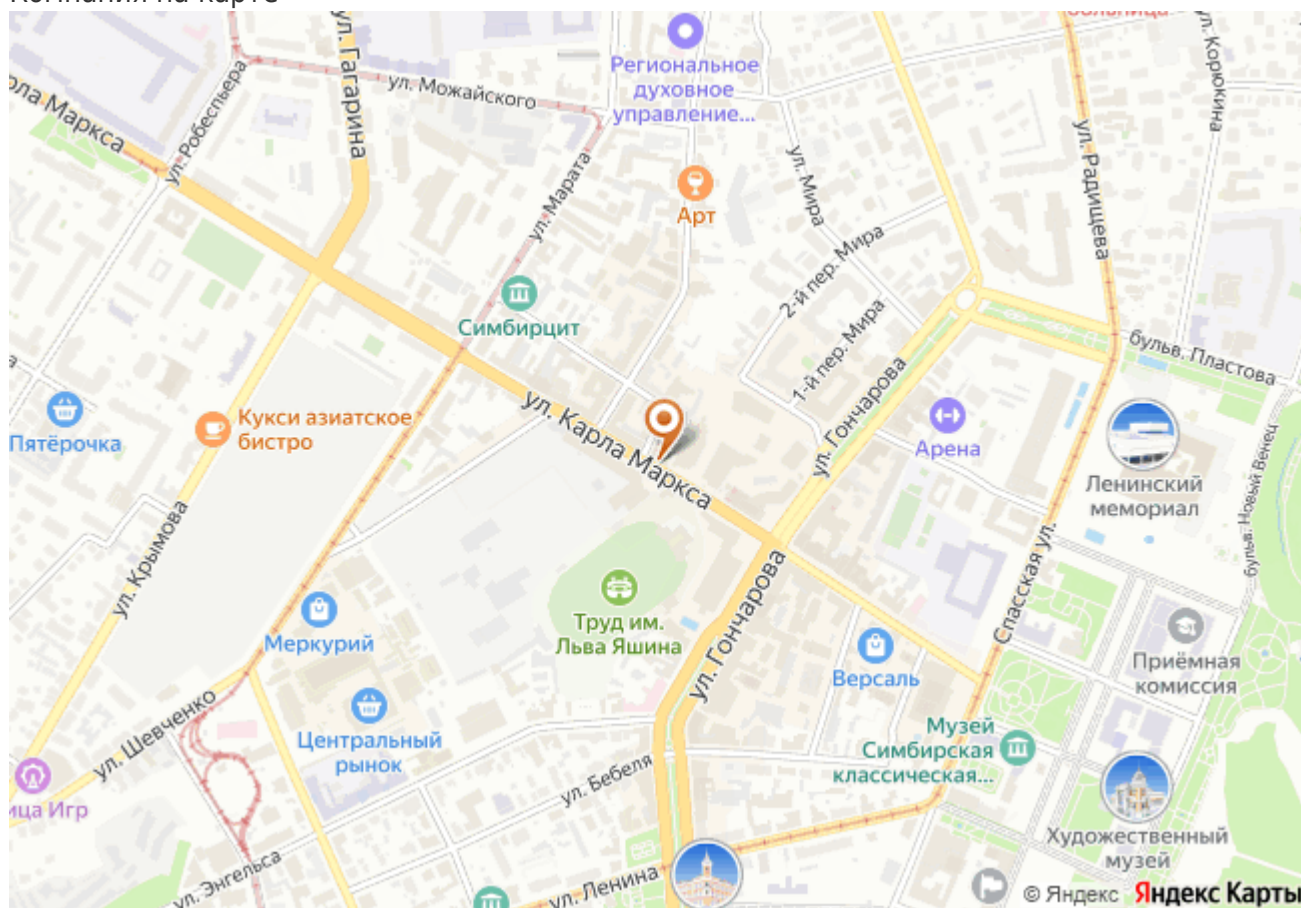 Компания на карте
больница
ул. Гагарина
ул. Корюкина
Региональное
духовное
управление...
ул. Робеспьера
ул. Можайского
рла Маркса
ул. Радищева
ул. Мира
ул. Марата
Арт
2-й пер. Мира
Симбирцит
1-й пер. Мира
бульв. Пластова
ул. Гончарова
Пятёрочка
Кукси азиатское
бистро
ул. Карла Маркса
Арена
бульв. Новый Венец
Ленинский
мемориал
ул. Крымова
Спасская ул.
Труд им.
Льва Яшина
Меркурий
ул. Гончарова
Версаль
Приёмная
комиссия
ул. Шевченко
Центральный
рынок
Музей
Симбирская
классическая...
ул. Бебеля
ица Игр
Художественный
музей
ул. Энгельса
ул. Ленина
© Яндекс Яндекс Карты